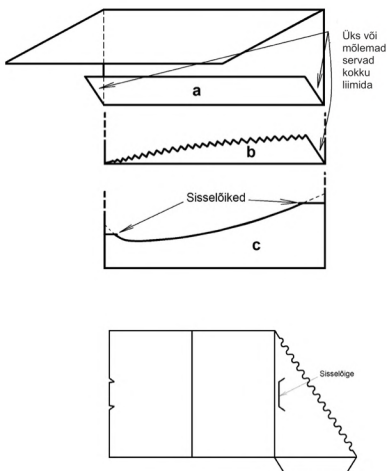 Üks või
mõlemad
servad
kokku
liimida
a
b
Sisselõiked
c
Sisselõige